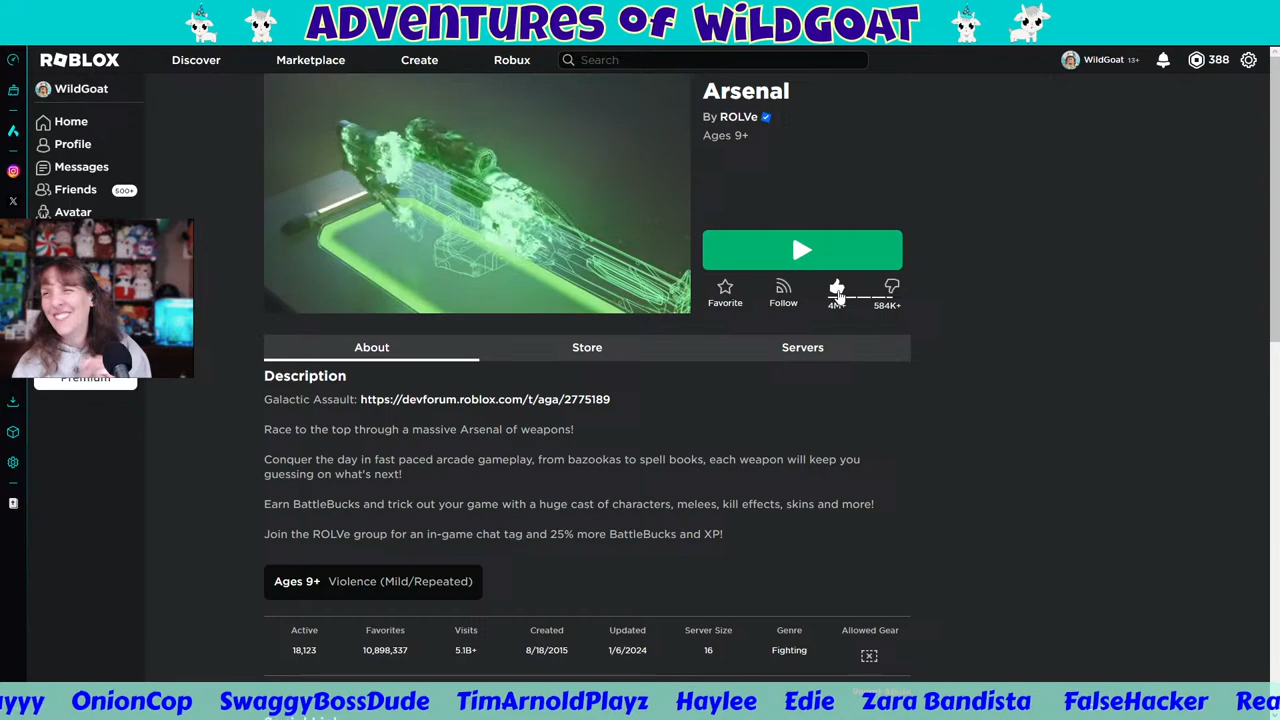 ADVENTURES OF WILDGOAT
ROBLOX Discover Marketplace Create Robux Search WildGoat 13+ 388
WildGoat
Home
Profile
Messages
Friends 500+
Avatar
Premium
Arsenal
By ROLVe
Ages 9+
Favorite Follow 4M+ 584K+
About Store Servers
Description
Galactic Assault: https://devforum.roblox.com/t/aga/2775189
Race to the top through a massive Arsenal of weapons!
Conquer the day in fast paced arcade gameplay, from bazookas to spell books, each weapon will keep you
guessing on what's next!
Earn BattleBucks and trick out your game with a huge cast of characters, melees, kill effects, skins and more!
Join the ROLVe group for an in-game chat tag and 25% more BattleBucks and XP!
Ages 9+ Violence (Mild/Repeated)
Active Favorites Visits Created Updated Server Size Genre Allowed Gear
18,123 10,898,337 5.1B+ 8/18/2015 1/6/2024 16 Fighting
ayyy OnionCop SwaggyBossDude TimArnoldPlayz Haylee Edie Zara Bandista FalseHacker Rea